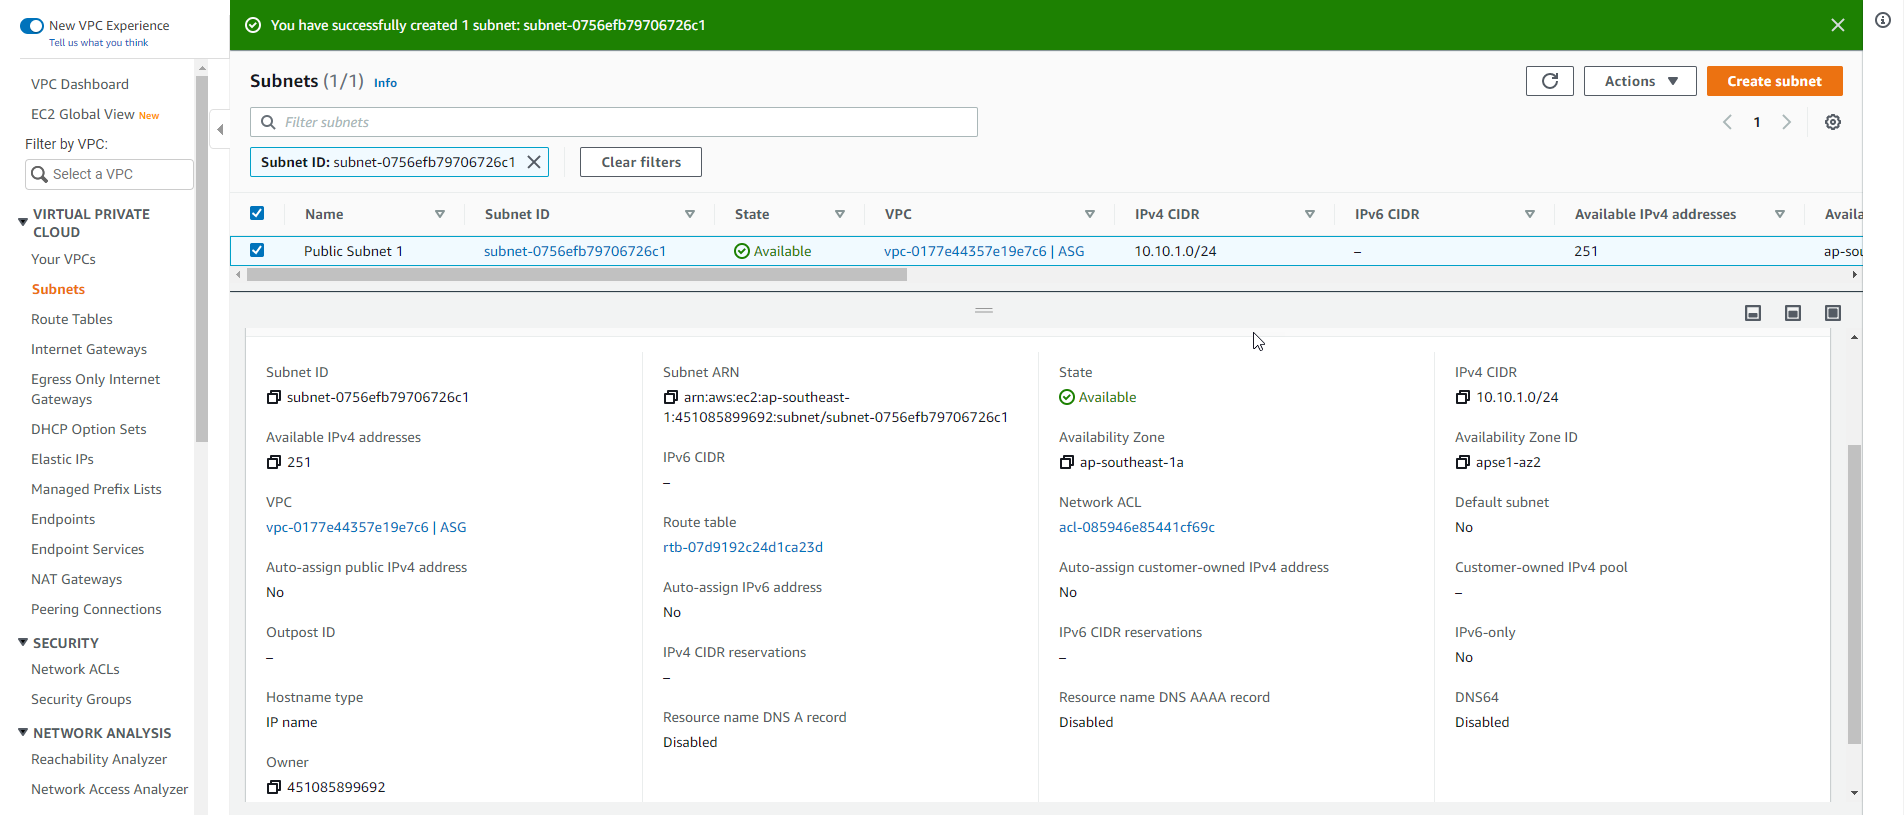 New VPC Experience
Tell us what you think
VPC Dashboard
EC2 Global View New
Filter by VPC:
Select a VPC
VIRTUAL PRIVATE
CLOUD
Your VPCs
Subnets
Route Tables
Internet Gateways
Egress Only Internet
Gateways
DHCP Option Sets
Elastic IPs
Managed Prefix Lists
Endpoints
Endpoint Services
NAT Gateways
Peering Connections
SECURITY
Network ACLs
Security Groups
NETWORK ANALYSIS
Reachability Analyzer
Network Access Analyzer
You have successfully created 1 subnet: subnet-0756efb79706726c1
Subnets (1/1) Info
Actions
Create subnet
Filter subnets
1
Subnet ID: subnet-0756efb79706726c1
Clear filters
Name Subnet ID State VPC IPv4 CIDR IPv6 CIDR Available IPv4 addresses Availa
Public Subnet 1 subnet-0756efb79706726c1 Available vpc-0177e44357e19e7c6 | ASG 10.10.1.0/24 – 251 ap-sou
Subnet ID
subnet-0756efb79706726c1
Available IPv4 addresses
251
VPC
vpc-0177e44357e19e7c6 | ASG
Auto-assign public IPv4 address
No
Outpost ID
–
Hostname type
IP name
Owner
451085899692
Subnet ARN
arn:aws:ec2:ap-southeast-
1:451085899692:subnet/subnet-0756efb79706726c1
IPv6 CIDR
–
Route table
rtb-07d9192c24d1ca23d
Auto-assign IPv6 address
No
IPv4 CIDR reservations
–
Resource name DNS A record
Disabled
State
Available
Availability Zone
ap-southeast-1a
Network ACL
acl-085946e85441cf69c
Auto-assign customer-owned IPv4 address
No
IPv6 CIDR reservations
–
Resource name DNS AAAA record
Disabled
IPv4 CIDR
10.10.1.0/24
Availability Zone ID
apse1-az2
Default subnet
No
Customer-owned IPv4 pool
–
IPv6-only
No
DNS64
Disabled